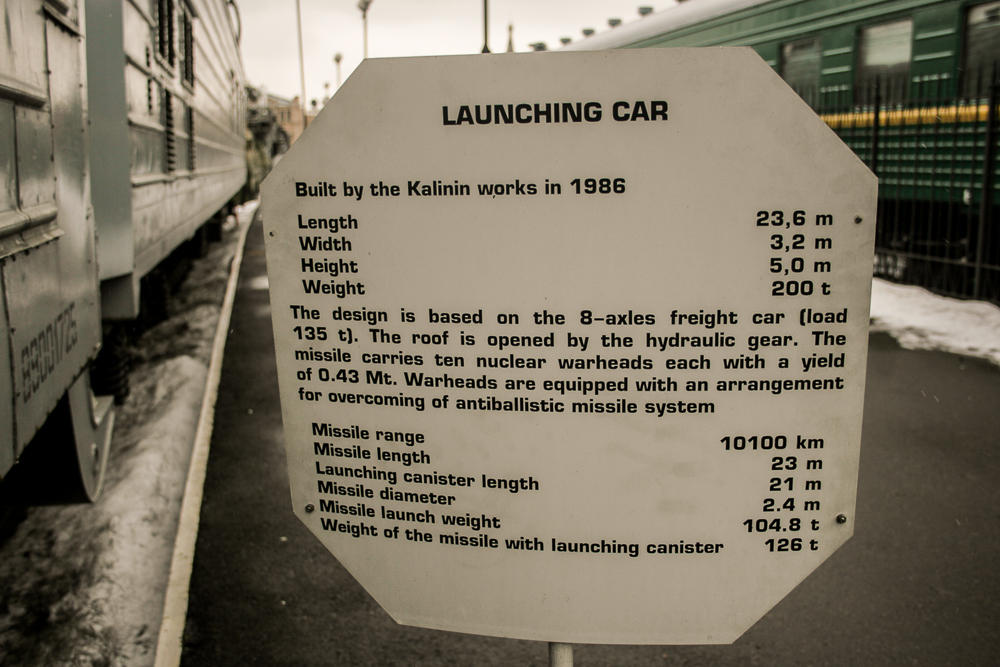 LAUNCHING CAR
Built by the Kalinin works in 1986
Length 23,6 m
Width 3,2 m
Height 5,0 m
Weight 200 t
The design is based on the 8-axles freight car (load
135 t). The roof is opened by the hydraulic gear. The
missile carries ten nuclear warheads each with a yield
of 0.43 Mt. Warheads are equipped with an arrangement
for overcoming of antiballistic missile system
Missile range 10100 km
Missile length 23 m
Launching canister length 21 m
Missile diameter 2.4 m
Missile launch weight 104.8 t
Weight of the missile with launching canister 126 t